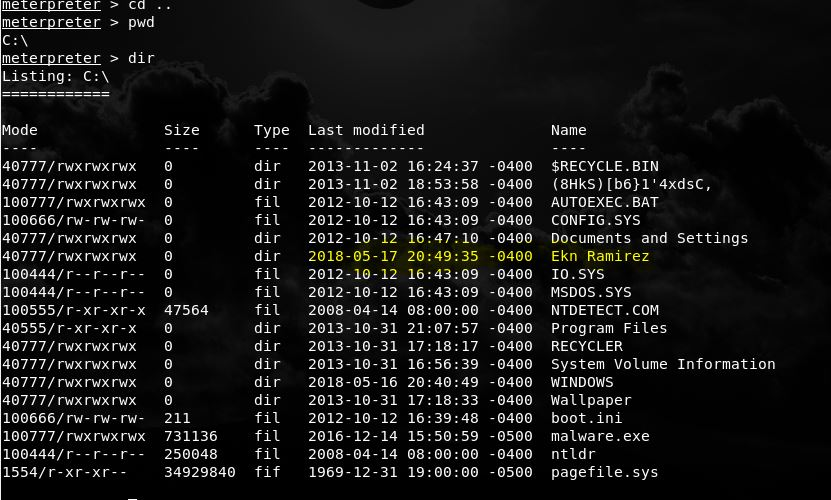 meterpreter > cd ..
meterpreter > pwd
C:\
meterpreter > dir
Listing: C:\
============
Mode Size Type Last modified Name
---- ---- ---- ------------- ----
40777/rwxrwxrwx 0 dir 2013-11-02 16:24:37 -0400 $RECYCLE.BIN
40777/rwxrwxrwx 0 dir 2013-11-02 18:53:58 -0400 (8HkS)[b6}1'4xdsC,
100777/rwxrwxrwx 0 fil 2012-10-12 16:43:09 -0400 AUTOEXEC.BAT
100666/rw-rw-rw- 0 fil 2012-10-12 16:43:09 -0400 CONFIG.SYS
40777/rwxrwxrwx 0 dir 2012-10-12 16:47:10 -0400 Documents and Settings
40777/rwxrwxrwx 0 dir 2018-05-17 20:49:35 -0400 Ekn Ramirez
100444/r--r--r-- 0 fil 2012-10-12 16:43:09 -0400 IO.SYS
100444/r--r--r-- 0 fil 2012-10-12 16:43:09 -0400 MSDOS.SYS
100555/r-xr-xr-x 47564 fil 2008-04-14 08:00:00 -0400 NTDETECT.COM
40555/r-xr-xr-x 0 dir 2013-10-31 21:07:57 -0400 Program Files
40777/rwxrwxrwx 0 dir 2013-10-31 17:18:17 -0400 RECYCLER
40777/rwxrwxrwx 0 dir 2013-10-31 16:56:39 -0400 System Volume Information
40777/rwxrwxrwx 0 dir 2018-05-16 20:40:49 -0400 WINDOWS
40777/rwxrwxrwx 0 dir 2013-10-31 17:18:33 -0400 Wallpaper
100666/rw-rw-rw- 211 fil 2012-10-12 16:39:48 -0400 boot.ini
100777/rwxrwxrwx 731136 fil 2016-12-14 15:50:59 -0500 malware.exe
100444/r--r--r-- 250048 fil 2008-04-14 08:00:00 -0400 ntldr
1554/r-xr-xr-- 34929840 fif 1969-12-31 19:00:00 -0500 pagefile.sys